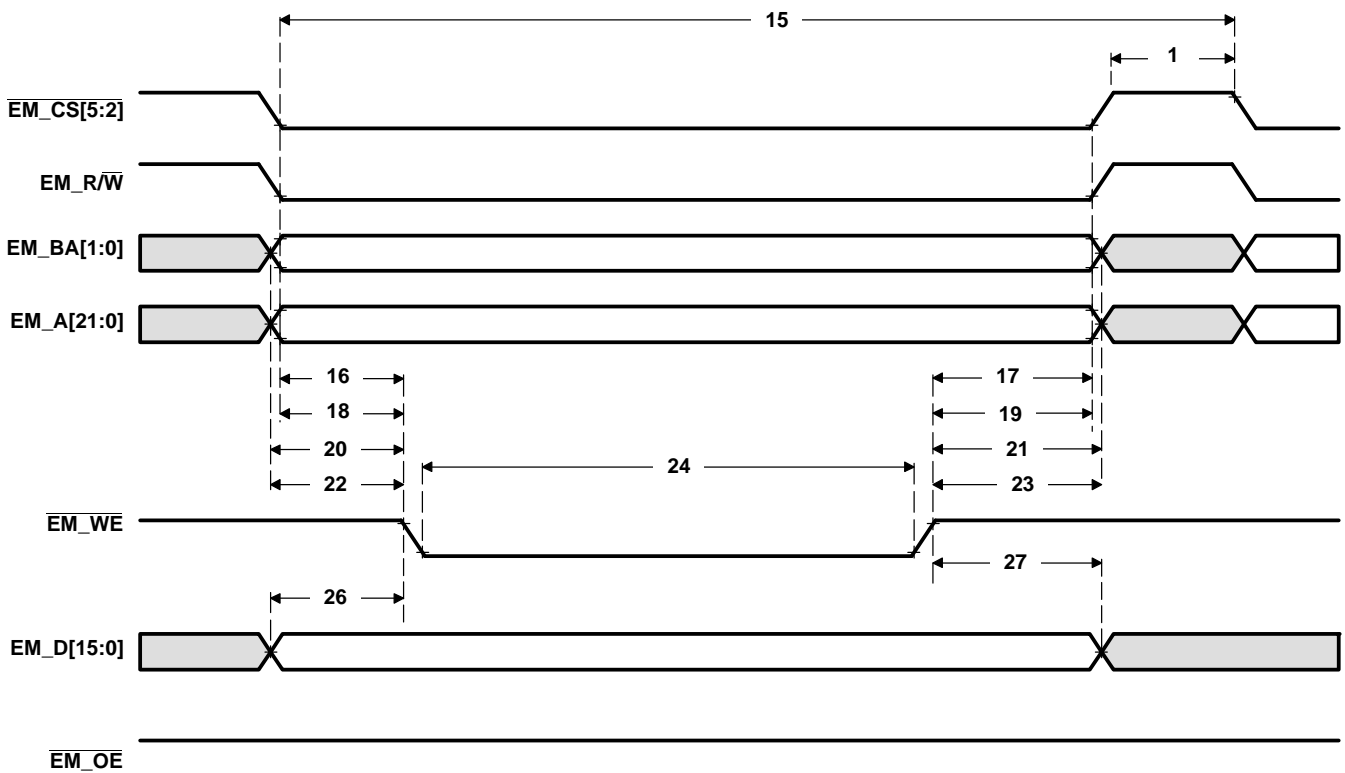 15
1
EM_CS[5:2]
EM_R/W
EM_BA[1:0]
EM_A[21:0]
16
17
18
19
20
21
24
22
23
EM_WE
27
26
EM_D[15:0]
EM_OE